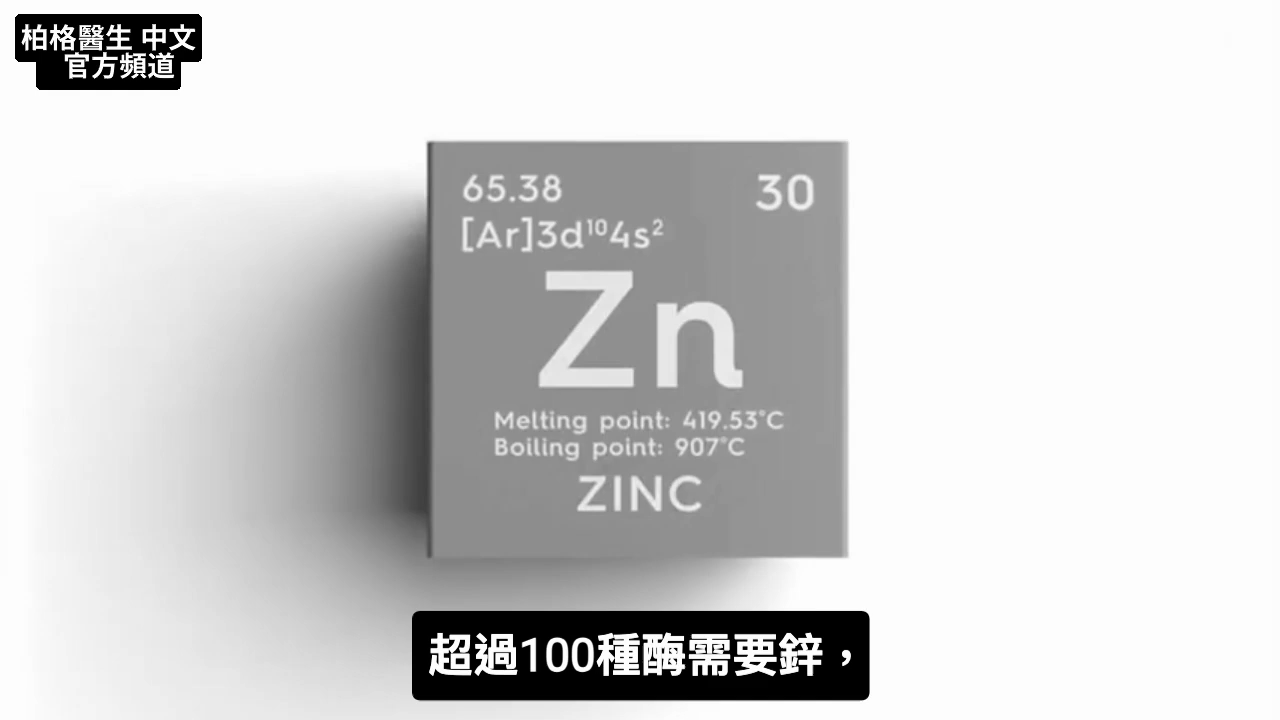 柏格醫生 中文
官方頻道
65.38
30
[Ar]3d¹⁰4s²
Zn
Melting point: 419.53°C
Boiling point: 907°C
ZINC
超過100種酶需要鋅，